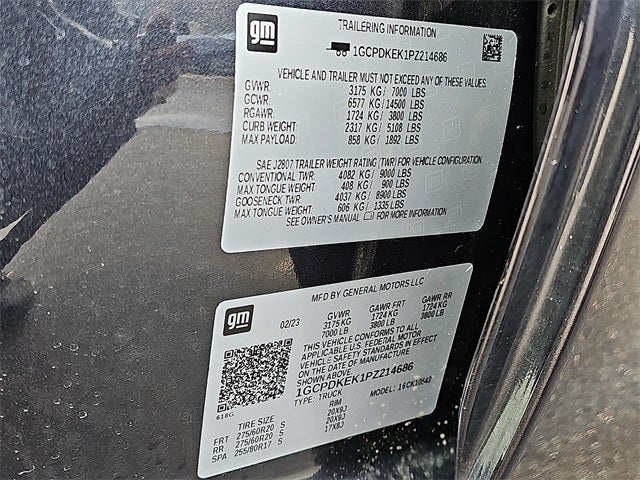 gm
TRAILERING INFORMATION
1GCPDKEK1PZ214686
VEHICLE AND TRAILER MUST NOT EXCEED ANY OF THESE VALUES:
GVWR: 3175 KG/ 7000 LBS
GCWR: 6577 KG/ 14500 LBS
RGAWR: 1724 KG/ 3800 LBS
CURB WEIGHT: 2317 KG/ 5108 LBS
MAX PAYLOAD: 858 KG/ 1892 LBS
SAE J2807 TRAILER WEIGHT RATING (TWR) FOR VEHICLE CONFIGURATION.
CONVENTIONAL TWR: 4082 KG/ 9000 LBS
MAX TONGUE WEIGHT: 408 KG/ 900 LBS
GOOSENECK TWR: 4037 KG/ 8900 LBS
MAX TONGUE WEIGHT: 606 KG/ 1335 LBS
SEE OWNER'S MANUAL FOR MORE INFORMATION
gm
MFD BY GENERAL MOTORS LLC
02/23 GVWR GAWR FRT GAWR RR
3175 KG 1724 KG 1724 KG
7000 LB 3800 LB 3800 LB
THIS VEHICLE CONFORMS TO ALL
APPLICABLE U.S. FEDERAL MOTOR
VEHICLE SAFETY STANDARDS IN EFFECT
ON THE DATE OF MANUFACTURE
SHOWN ABOVE.
1GCPDKEK1PZ214686
618G TYPE: TRUCK MODEL: 16CK10543
TIRE SIZE RIM
FRT 275/60R20 S 20X9J
RR 275/60R20 S 20X9J
SPA 255/80R17 S 17X8J